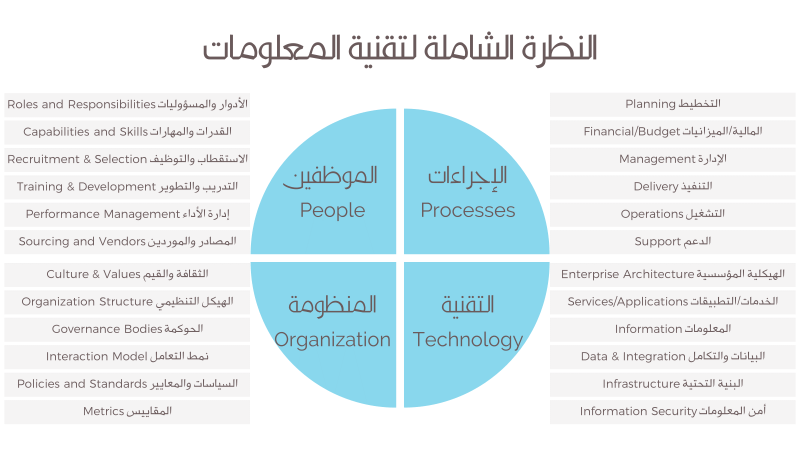 النظرة الشاملة لتقنية المعلومات
Roles and Responsibilities الأدوار والمسؤوليات
Capabilities and Skills القدرات والمهارات
Recruitment & Selection الاستقطاب والتوظيف
Training & Development التدريب والتطوير
Performance Management إدارة الأداء
Sourcing and Vendors المصادر والموردين
الموظفين
People
الإجراءات
Processes
Planning التخطيط
Financial/Budget المالية/الميزانيات
Management الإدارة
Delivery التنفيذ
Operations التشغيل
Support الدعم
Culture & Values الثقافة والقيم
Organization Structure الهيكل التنظيمي
Governance Bodies الحوكمة
Interaction Model نمط التعامل
Policies and Standards السياسات والمعايير
Metrics المقاييس
المنظومة
Organization
التقنية
Technology
Enterprise Architecture الهيكلية المؤسسية
Services/Applications الخدمات/التطبيقات
Information المعلومات
Data & Integration البيانات والتكامل
Infrastructure البنية التحتية
Information Security أمن المعلومات